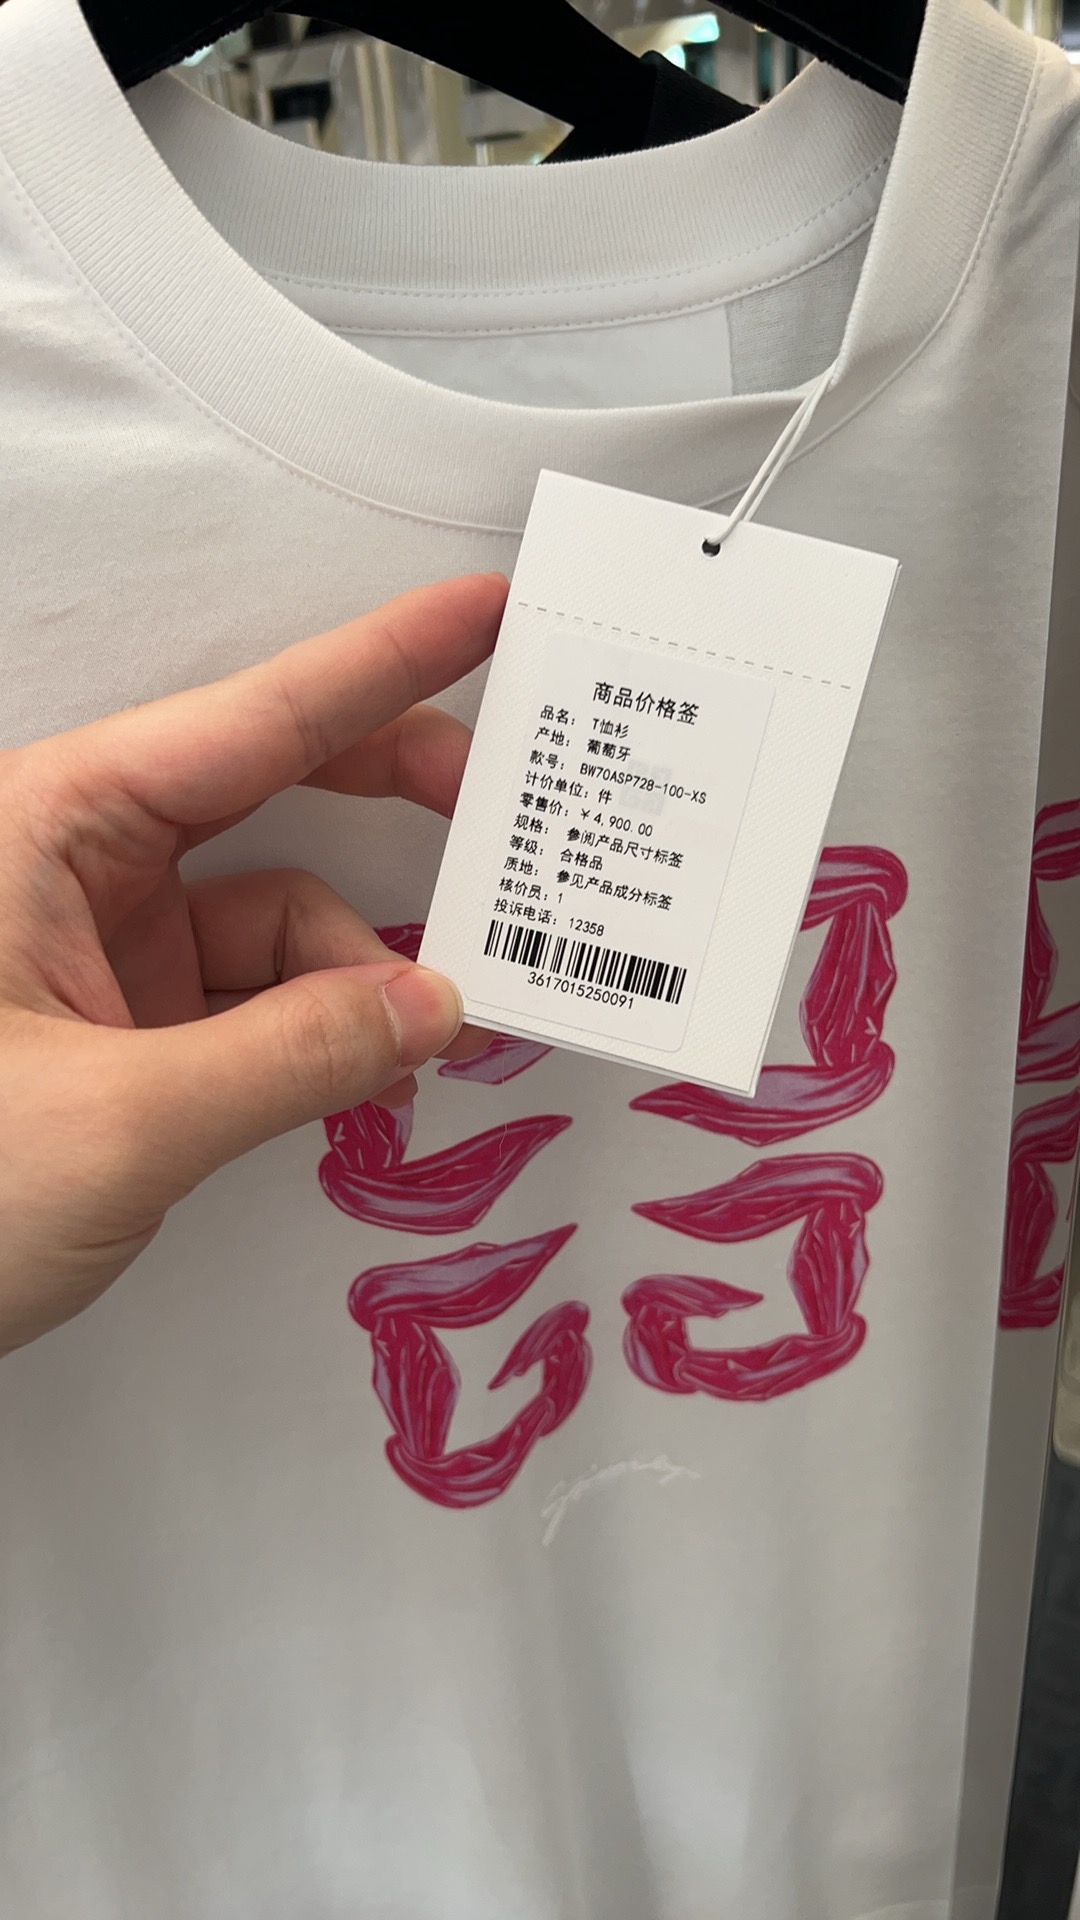 商品价格签
品名： T恤衫
产地： 葡萄牙
款号： BW70ASP728-100-XS
计价单位：件
零售价：￥4,900.00
规格： 参阅产品尺寸标签
等级： 合格品
质地： 参见产品成分标签
核价员：1
投诉电话：12358
3617015250091